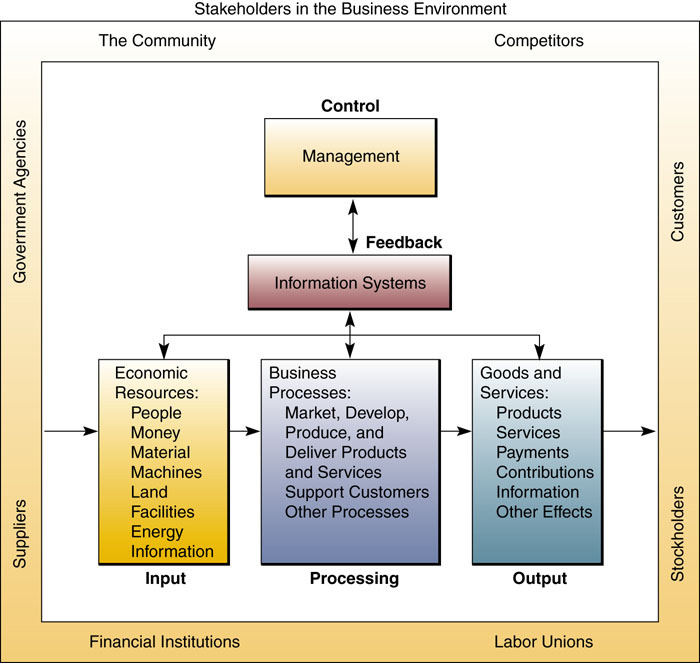 Stakeholders in the Business Environment
The Community
Competitors
Government Agencies
Customers
Control
Management
Feedback
Information Systems
Economic
Resources:
People
Money
Material
Machines
Land
Facilities
Energy
Information
Input
Business
Processes:
Market, Develop,
Produce, and
Deliver Products
and Services
Support Customers
Other Processes
Processing
Goods and
Services:
Products
Services
Payments
Contributions
Information
Other Effects
Output
Suppliers
Stockholders
Financial Institutions
Labor Unions